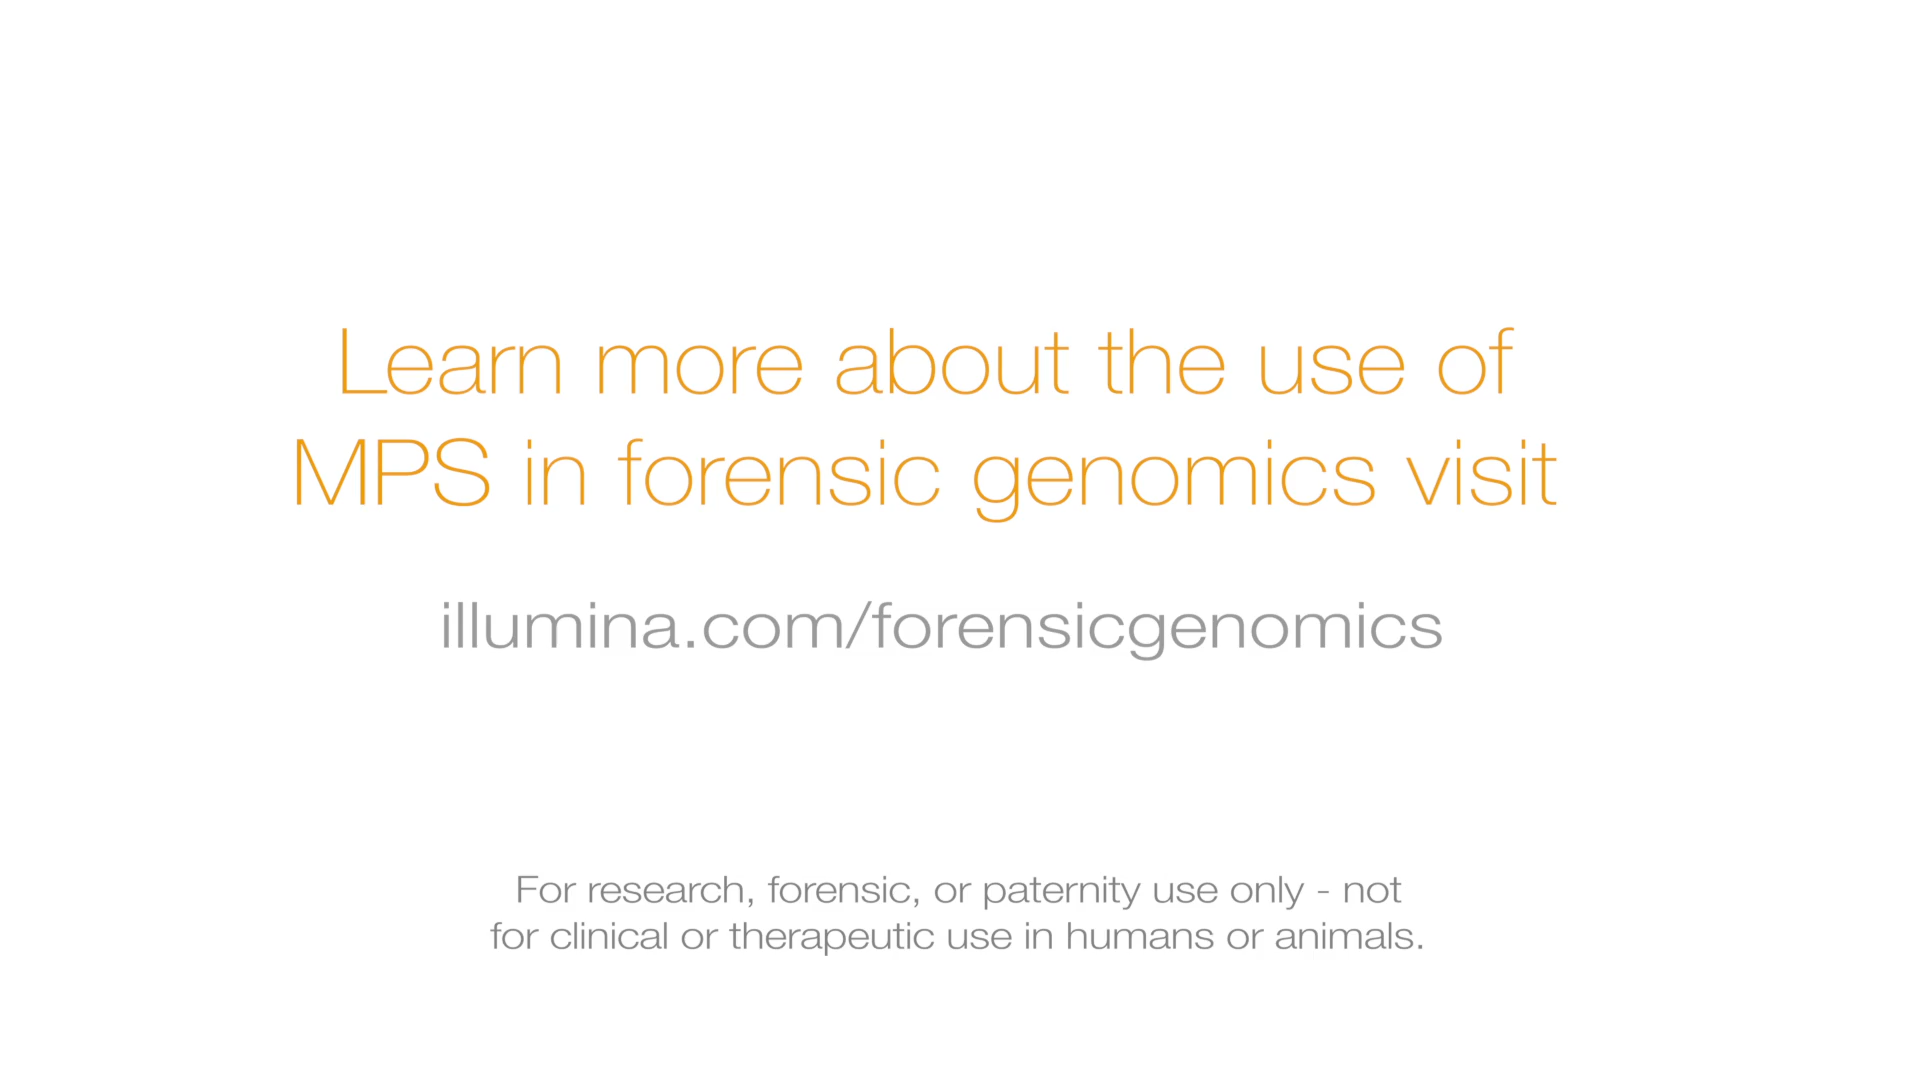 Learn more about the use of
MPS in forensic genomics visit
illumina.com/forensicgenomics
For research, forensic, or paternity use only - not
for clinical or therapeutic use in humans or animals.